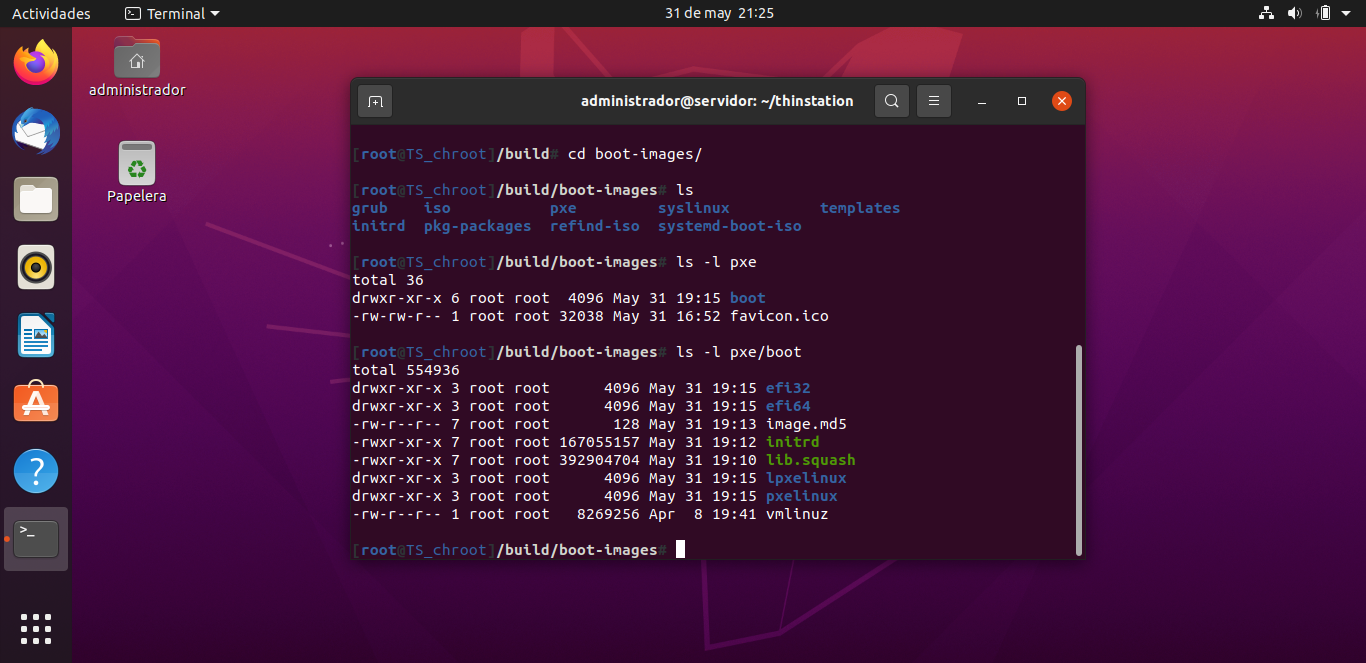 Actividades Terminal 31 de may 21:25
administrador
Papelera
administrador@servidor: ~/thinstation
[root@TS_chroot]/build# cd boot-images/
[root@TS_chroot]/build/boot-images# ls
grub iso pxe syslinux templates
initrd pkg-packages refind-iso systemd-boot-iso
[root@TS_chroot]/build/boot-images# ls -l pxe
total 36
drwxr-xr-x 6 root root 4096 May 31 19:15 boot
-rw-rw-r-- 1 root root 32038 May 31 16:52 favicon.ico
[root@TS_chroot]/build/boot-images# ls -l pxe/boot
total 554936
drwxr-xr-x 3 root root 4096 May 31 19:15 efi32
drwxr-xr-x 3 root root 4096 May 31 19:15 efi64
-rw-r--r-- 7 root root 128 May 31 19:13 image.md5
-rwxr-xr-x 7 root root 167055157 May 31 19:12 initrd
-rwxr-xr-x 7 root root 392904704 May 31 19:10 lib.squash
drwxr-xr-x 3 root root 4096 May 31 19:15 lpxelinux
drwxr-xr-x 3 root root 4096 May 31 19:15 pxelinux
-rw-r--r-- 1 root root 8269256 Apr 8 19:41 vmlinuz
[root@TS_chroot]/build/boot-images#